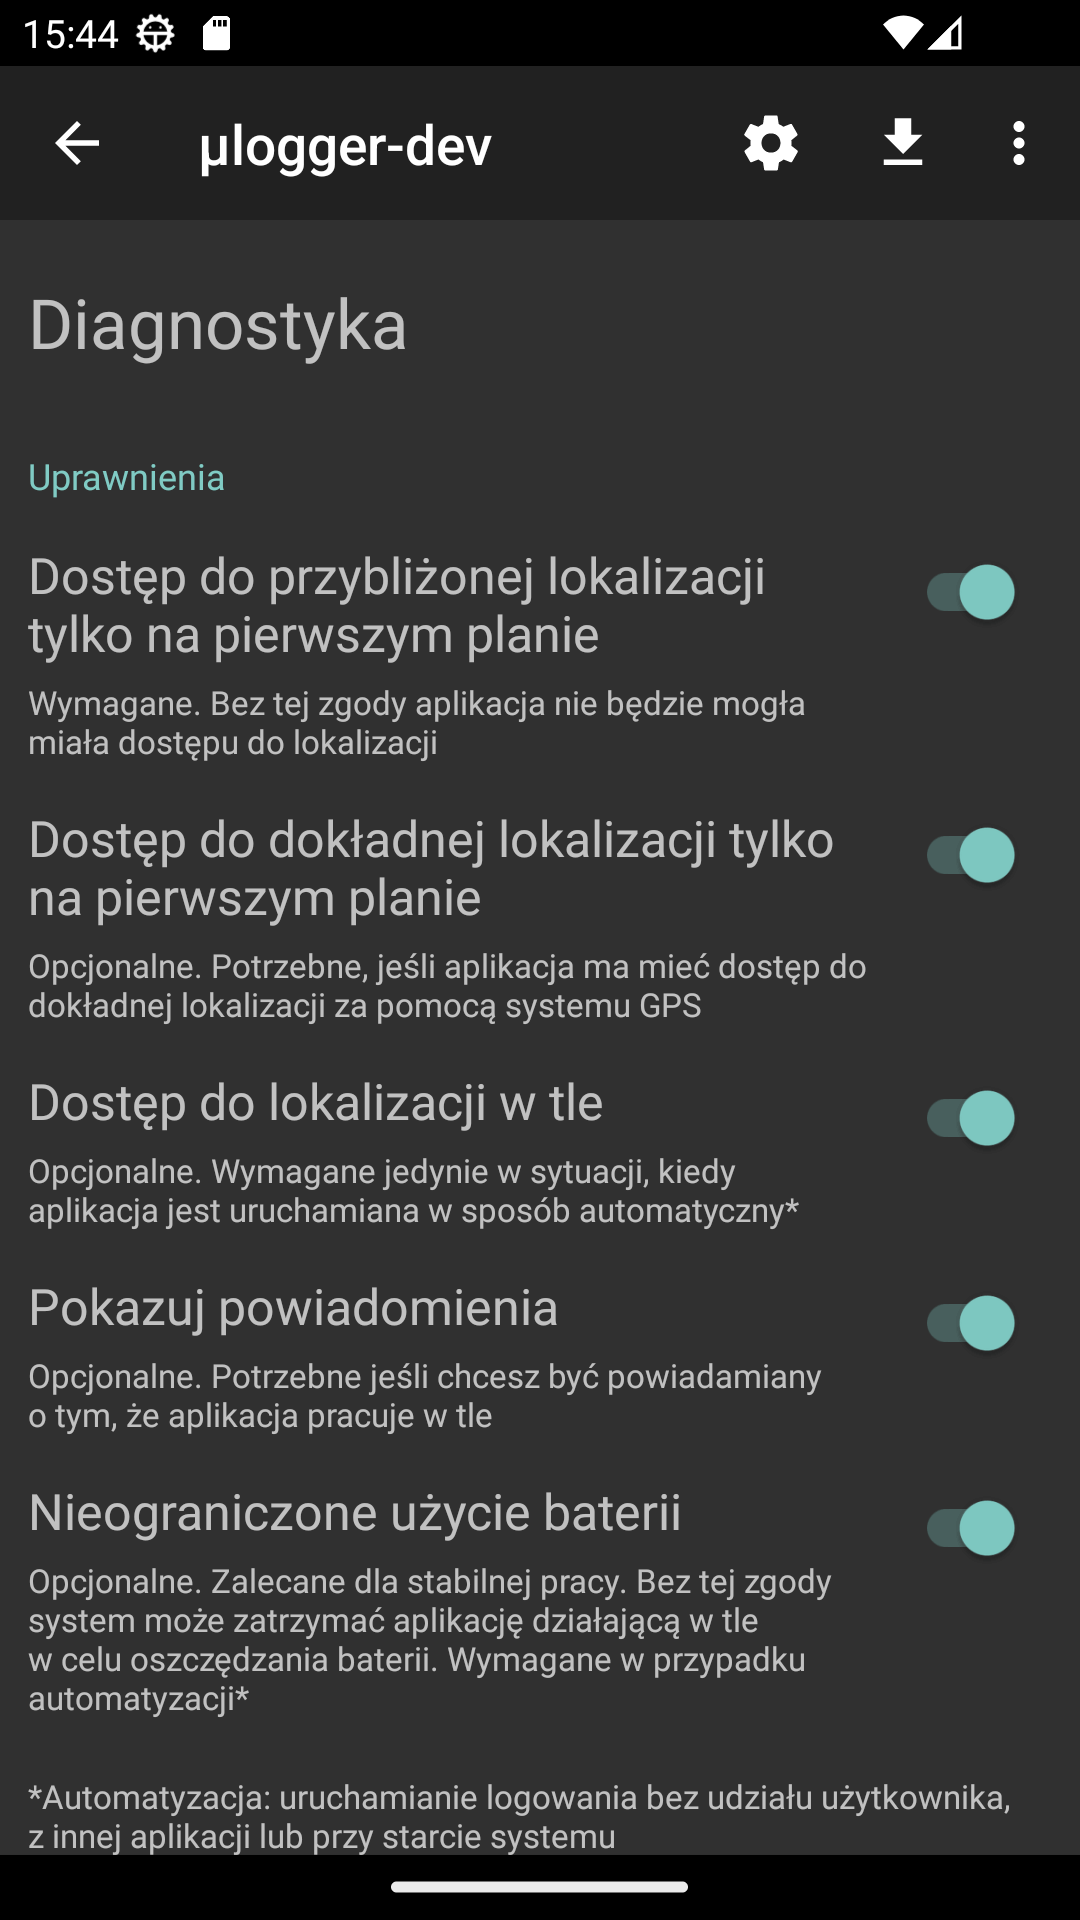 15:44
µlogger-dev
Diagnostyka
Uprawnienia
Dostęp do przybliżonej lokalizacji
tylko na pierwszym planie
Wymagane. Bez tej zgody aplikacja nie będzie mogła
miała dostępu do lokalizacji
Dostęp do dokładnej lokalizacji tylko
na pierwszym planie
Opcjonalne. Potrzebne, jeśli aplikacja ma mieć dostęp do
dokładnej lokalizacji za pomocą systemu GPS
Dostęp do lokalizacji w tle
Opcjonalne. Wymagane jedynie w sytuacji, kiedy
aplikacja jest uruchamiana w sposób automatyczny*
Pokazuj powiadomienia
Opcjonalne. Potrzebne jeśli chcesz być powiadamiany
o tym, że aplikacja pracuje w tle
Nieograniczone użycie baterii
Opcjonalne. Zalecane dla stabilnej pracy. Bez tej zgody
system może zatrzymać aplikację działającą w tle
w celu oszczędzania baterii. Wymagane w przypadku
automatyzacji*
*Automatyzacja: uruchamianie logowania bez udziału użytkownika,
z innej aplikacji lub przy starcie systemu